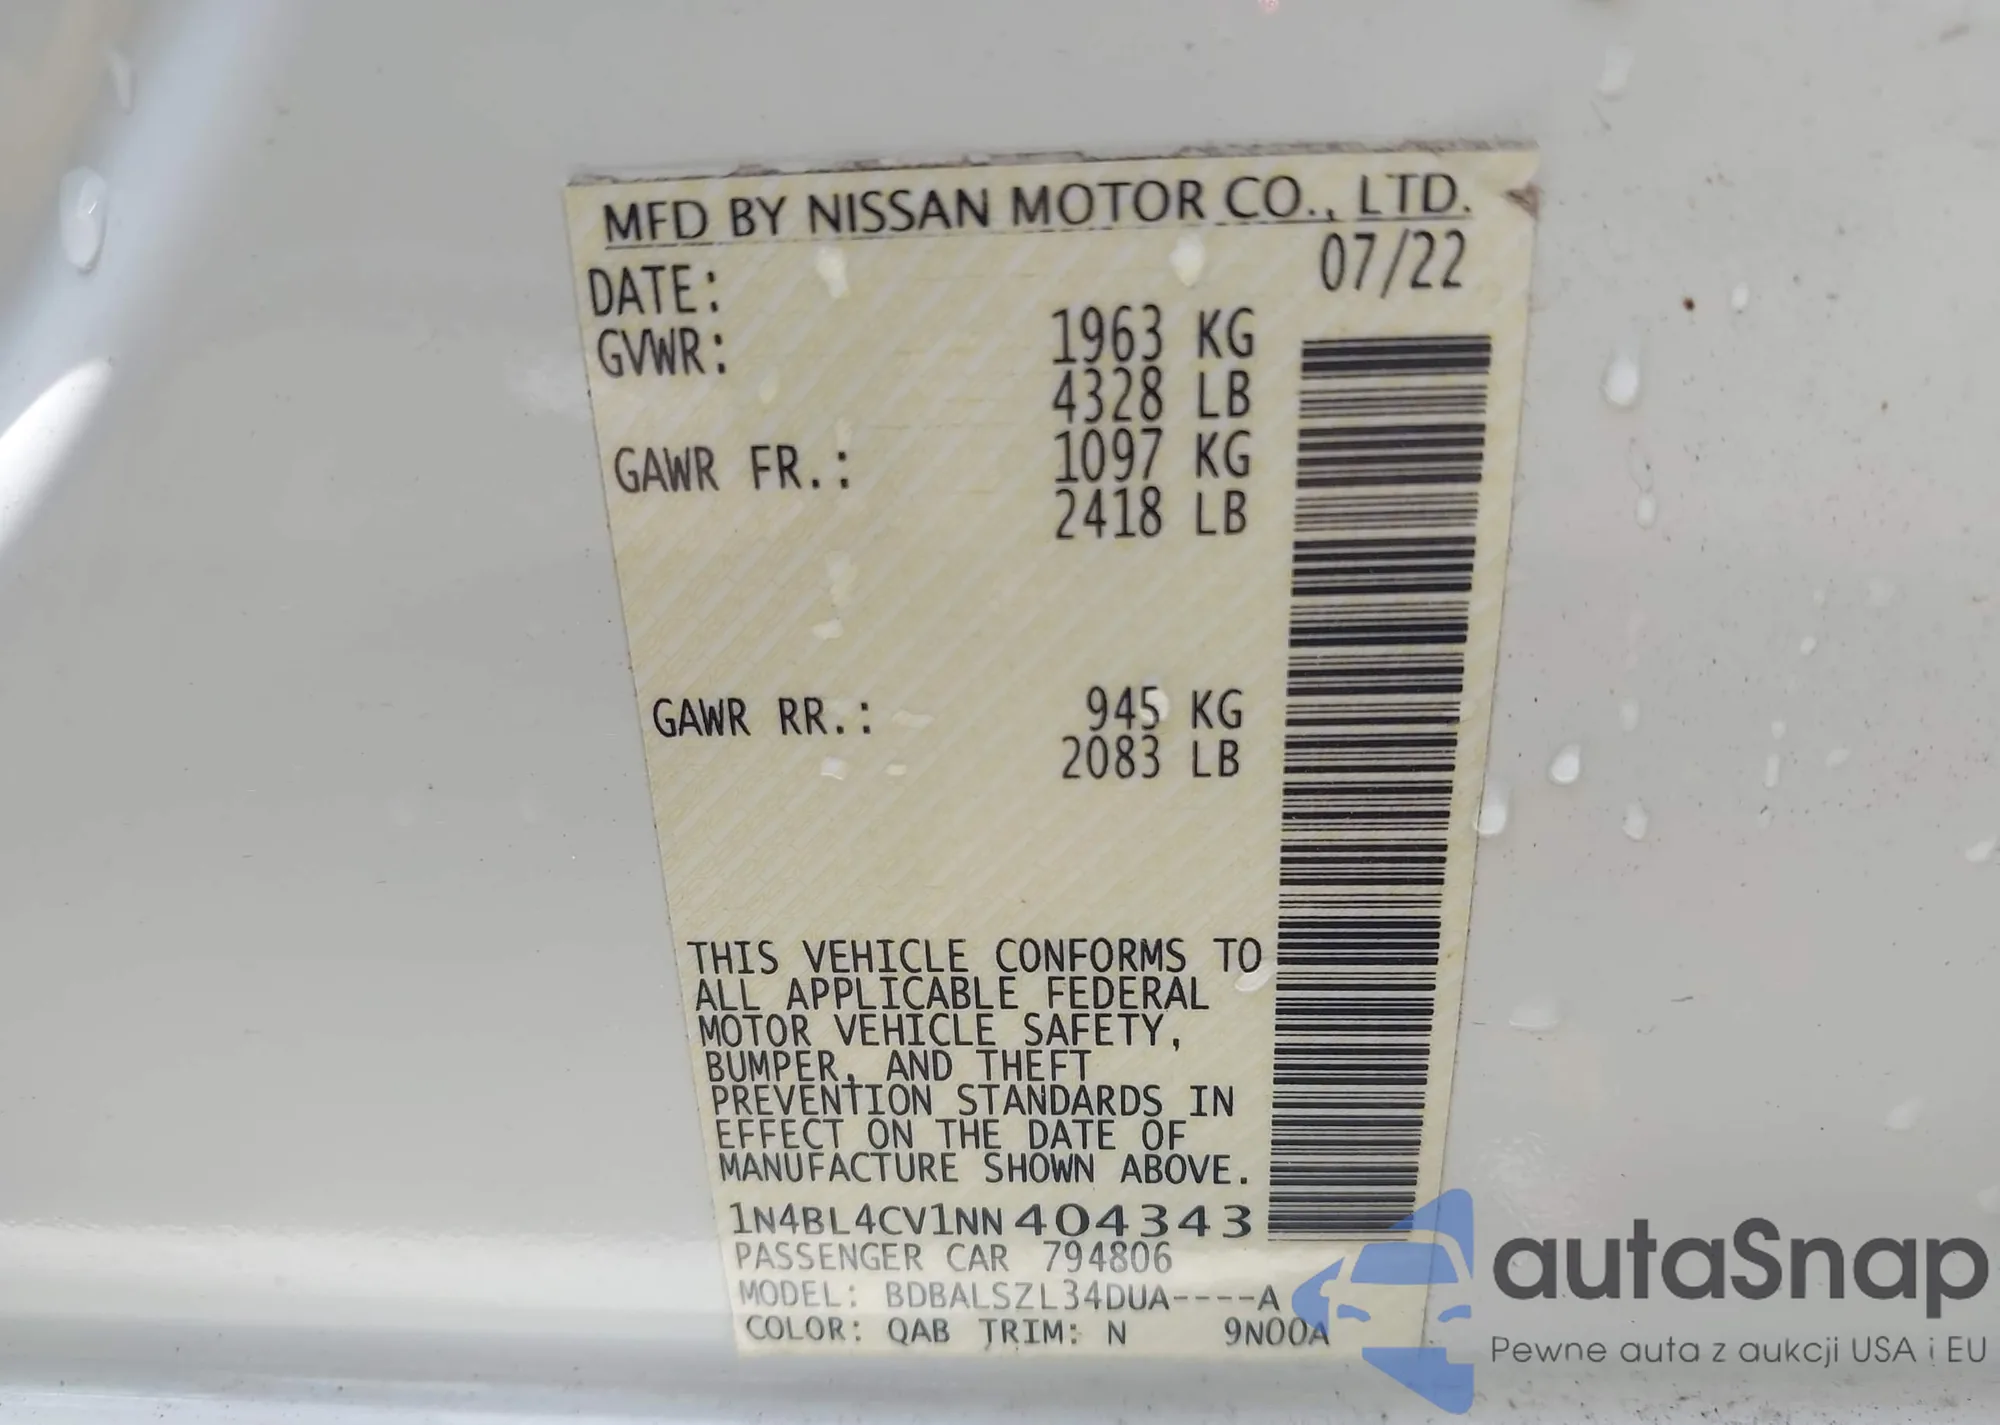 MFD BY NISSAN MOTOR CO., LTD.
DATE: 07/22
GVWR: 1963 KG
4328 LB
GAWR FR.: 1097 KG
2418 LB
GAWR RR.: 945 KG
2083 LB
THIS VEHICLE CONFORMS TO
ALL APPLICABLE FEDERAL
MOTOR VEHICLE SAFETY,
BUMPER, AND THEFT
PREVENTION STANDARDS IN
EFFECT ON THE DATE OF
MANUFACTURE SHOWN ABOVE.
1N4BL4CV1NN404343
PASSENGER CAR 794806
MODEL: BDBALSZL34DUA----A
COLOR: QAB TRIM: N 9N00A
autaSnap
Pewne auta z aukcji USA i EU